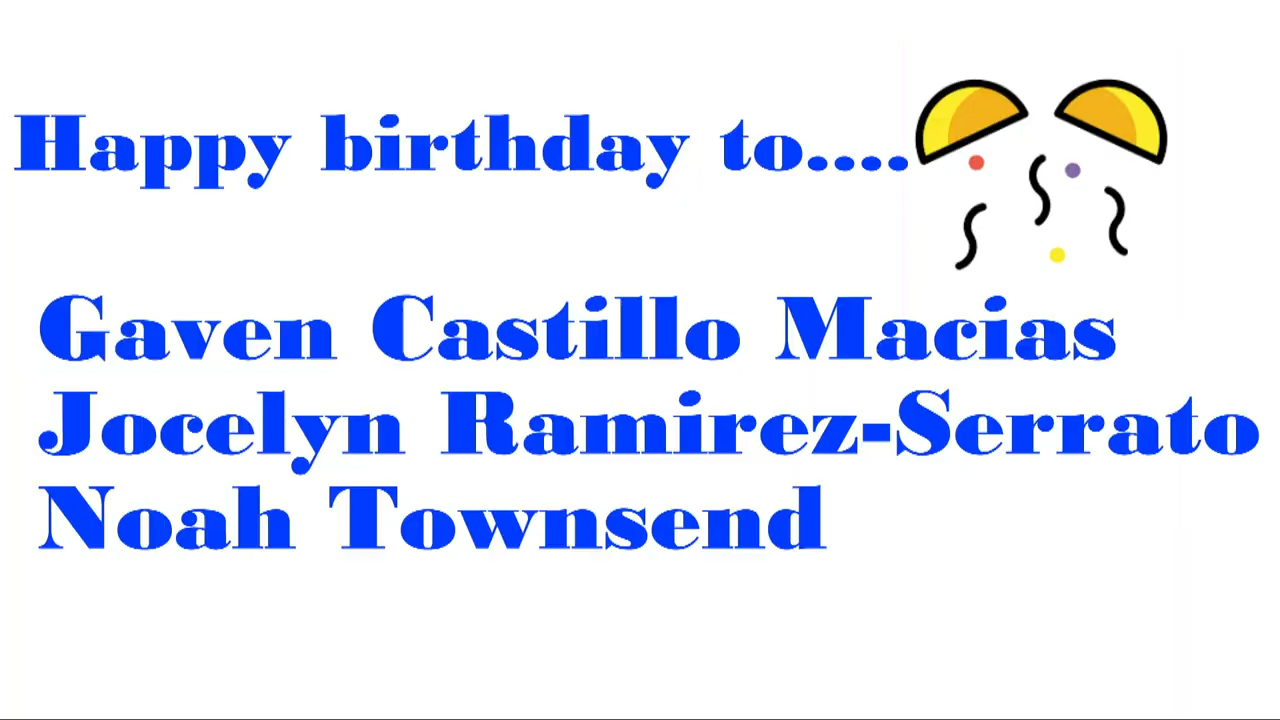 Happy birthday to....
Gaven Castillo Macias
Jocelyn Ramirez-Serrato
Noah Townsend